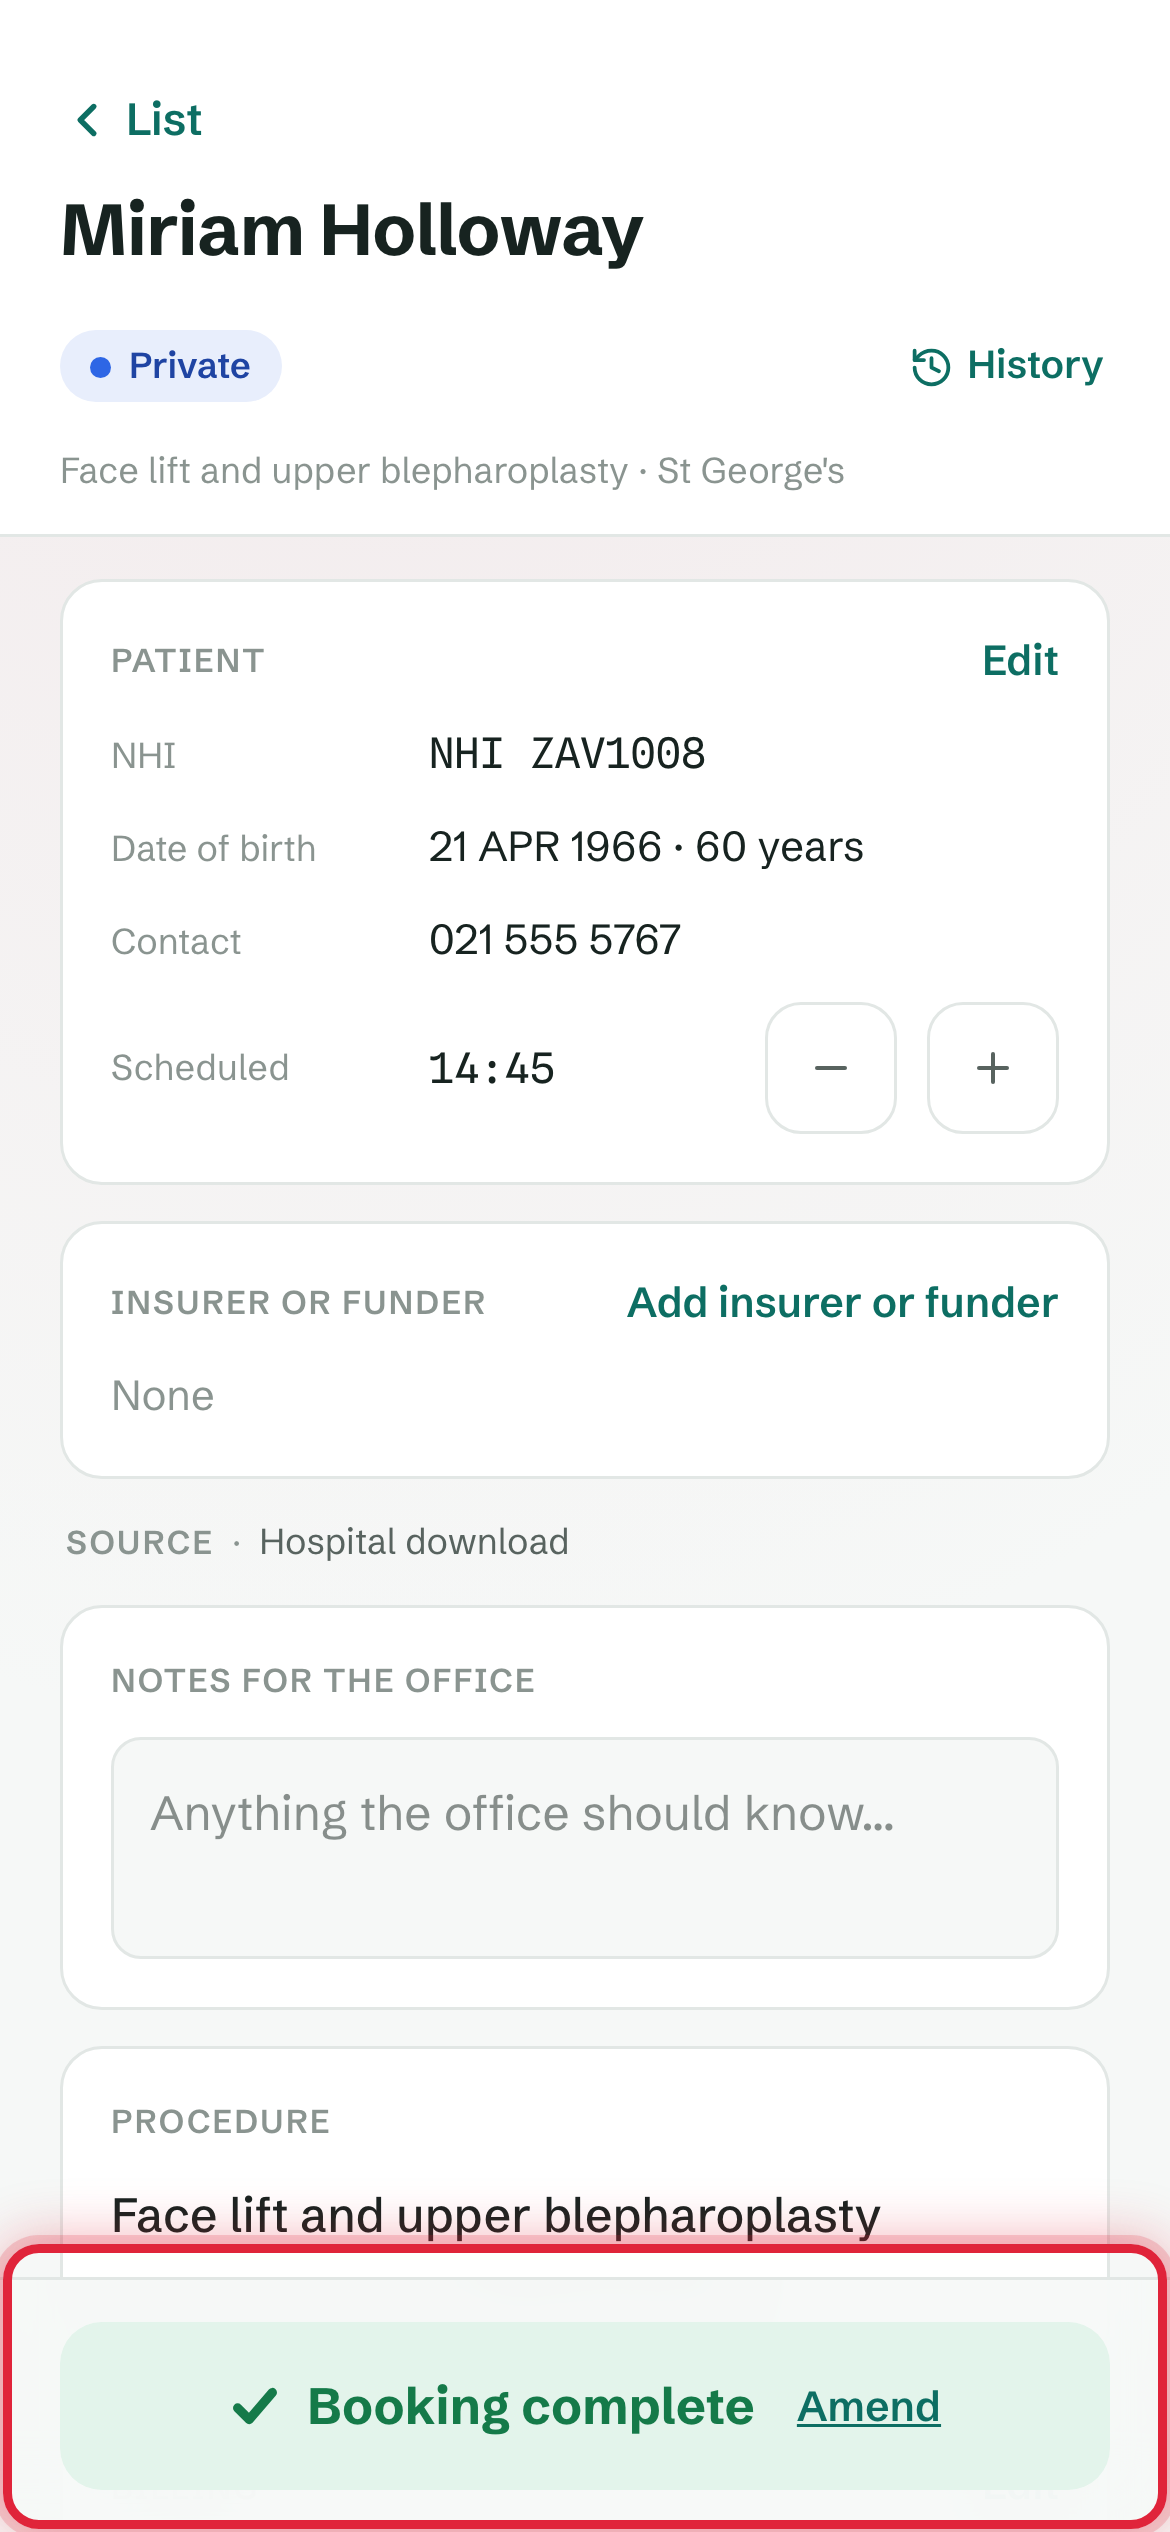 List
Miriam Holloway
Private
History
Face lift and upper blepharoplasty · St George's
PATIENT
Edit
NHI NHI ZAV1008
Date of birth 21 APR 1966 · 60 years
Contact 021 555 5767
Scheduled 14:45
INSURER OR FUNDER
Add insurer or funder
None
SOURCE · Hospital download
NOTES FOR THE OFFICE
Anything the office should know...
PROCEDURE
Face lift and upper blepharoplasty
Booking complete Amend